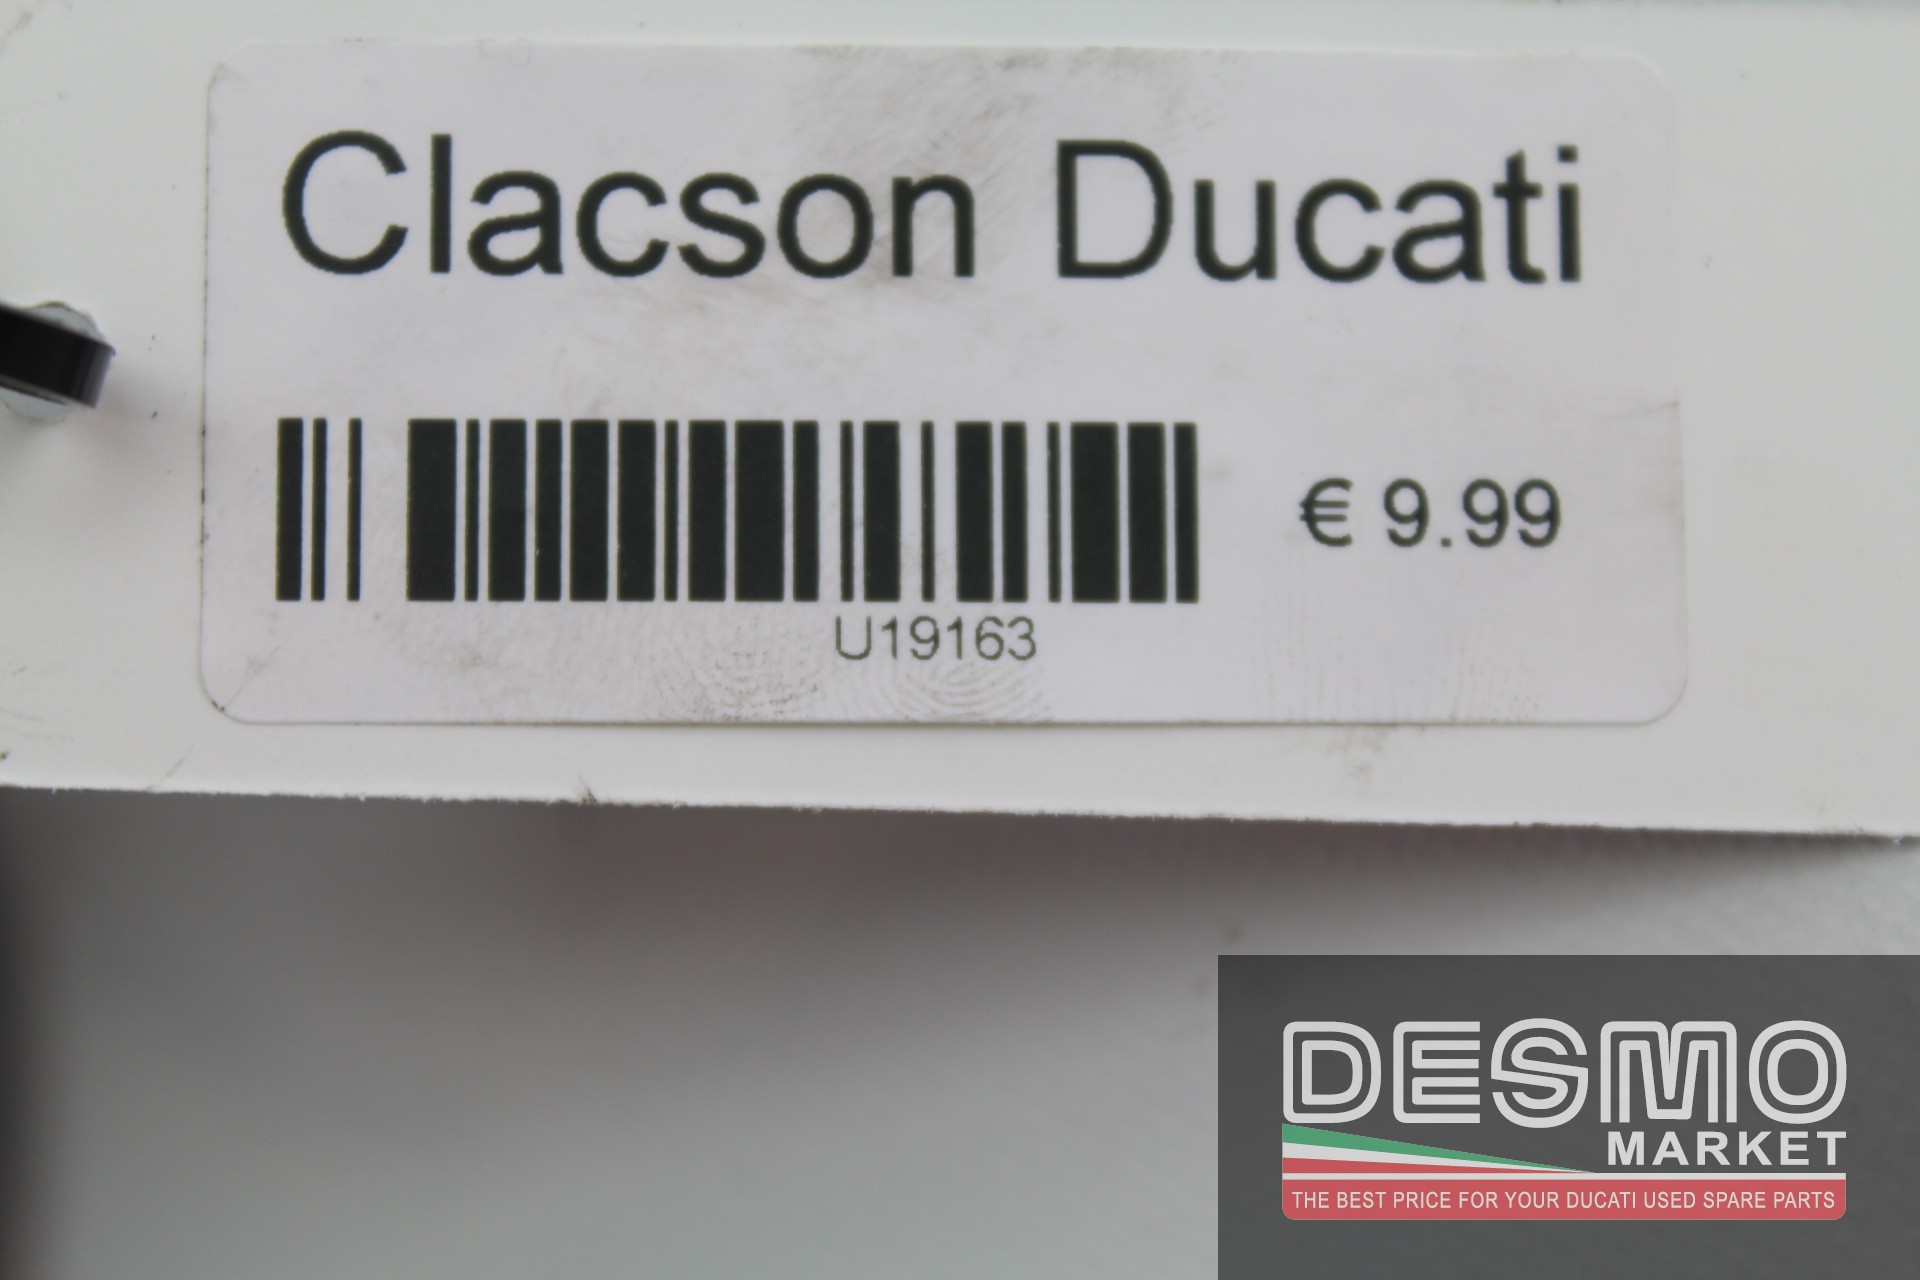 Clacson Ducati
€ 9.99
U19163
DESMO
MARKET
THE BEST PRICE FOR YOUR DUCATI USED SPARE PARTS